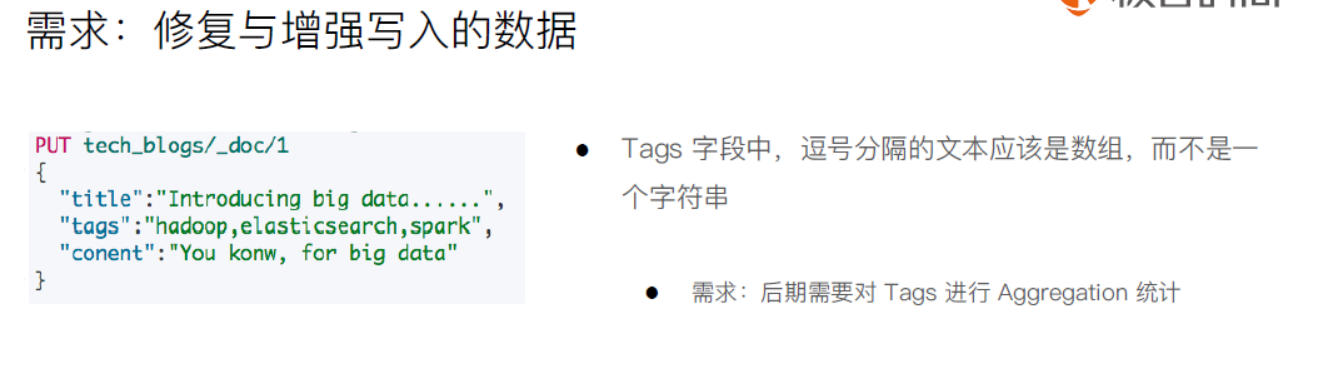 需求：修复与增强写入的数据
PUT tech_blogs/_doc/1
{
"title":"Introducing big data......",
"tags":"hadoop,elasticsearch,spark",
"conent":"You konw, for big data"
}
● Tags 字段中，逗号分隔的文本应该是数组，而不是一
个字符串
● 需求：后期需要对 Tags 进行 Aggregation 统计